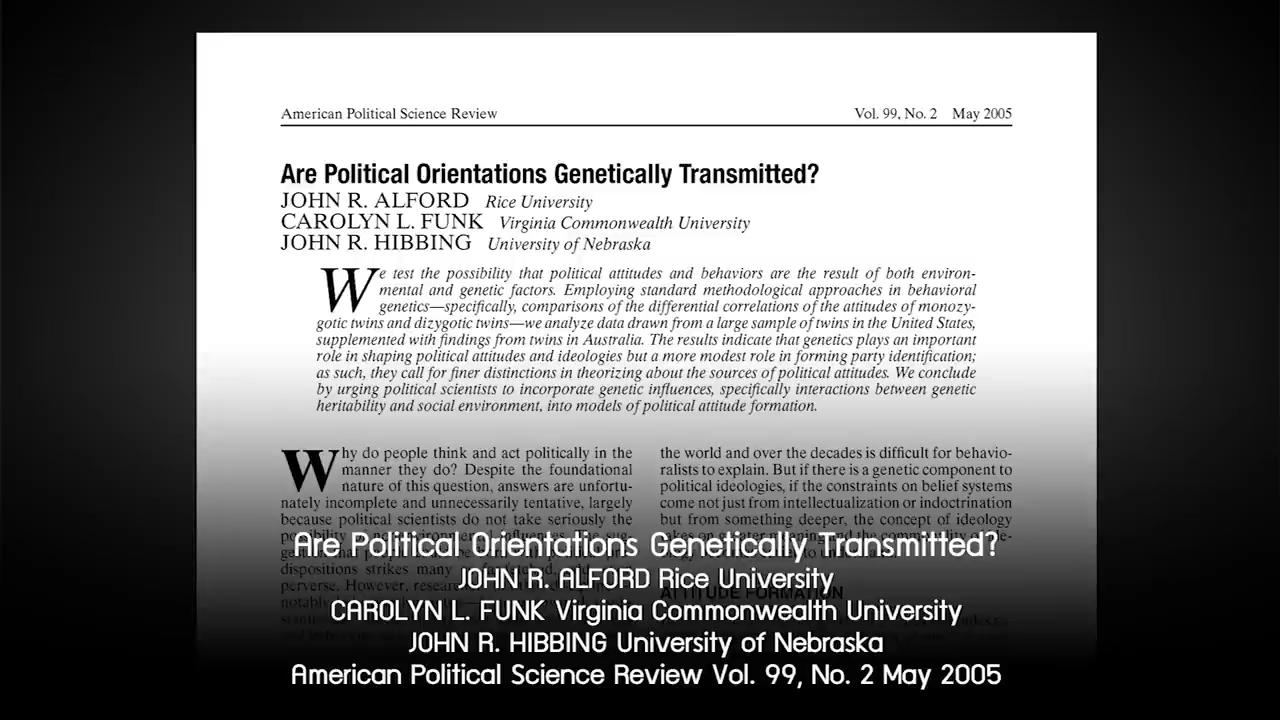 American Political Science Review Vol. 99, No. 2 May 2005
Are Political Orientations Genetically Transmitted?
JOHN R. ALFORD Rice University
CAROLYN L. FUNK Virginia Commonwealth University
JOHN R. HIBBING University of Nebraska
We test the possibility that political attitudes and behaviors are the result of both environ-
mental and genetic factors. Employing standard methodological approaches in behavioral
genetics—specifically, comparisons of the differential correlations of the attitudes of monozy-
gotic twins and dizygotic twins—we analyze data drawn from a large sample of twins in the United States,
supplemented with findings from twins in Australia. The results indicate that genetics plays an important
role in shaping political attitudes and ideologies but a more modest role in forming party identification;
as such, they call for finer distinctions in theorizing about the sources of political attitudes. We conclude
by urging political scientists to incorporate genetic influences, specifically interactions between genetic
heritability and social environment, into models of political attitude formation.
Why do people think and act politically in the
manner they do? Despite the foundational
nature of this question, answers are unfortu-
nately incomplete and unnecessarily tentative, largely
because political scientists do not take seriously the
dispositions strikes many
perverse. However,
the world and over the decades is difficult for behavio-
ralists to explain. But if there is a genetic component to
political ideologies, if the constraints on belief systems
come not just from intellectualization or indoctrination
but from something deeper, the concept of ideology
ATTITUDE FORMATION
Are Political Orientations Genetically Transmitted?
JOHN R. ALFORD Rice University
CAROLYN L. FUNK Virginia Commonwealth University
JOHN R. HIBBING University of Nebraska
American Political Science Review Vol. 99, No. 2 May 2005